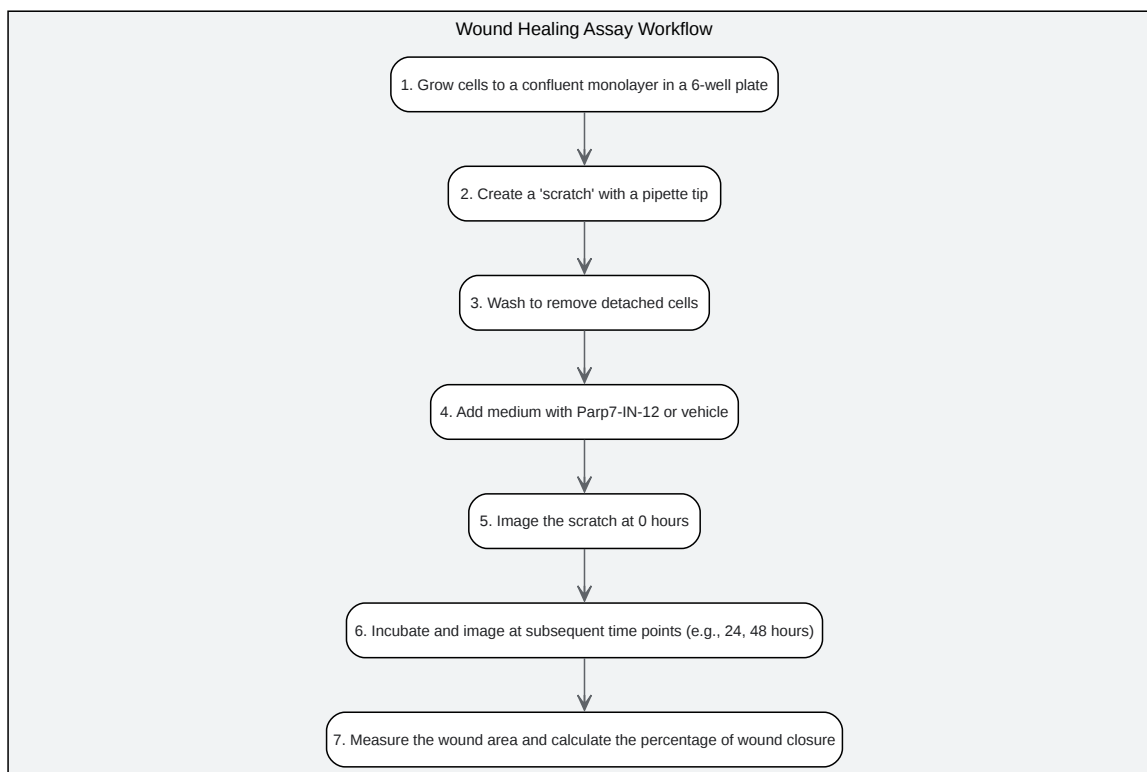 Wound Healing Assay Workflow
1. Grow cells to a confluent monolayer in a 6-well plate
2. Create a 'scratch' with a pipette tip
3. Wash to remove detached cells
4. Add medium with Parp7-IN-12 or vehicle
5. Image the scratch at 0 hours
6. Incubate and image at subsequent time points (e.g., 24, 48 hours)
7. Measure the wound area and calculate the percentage of wound closure